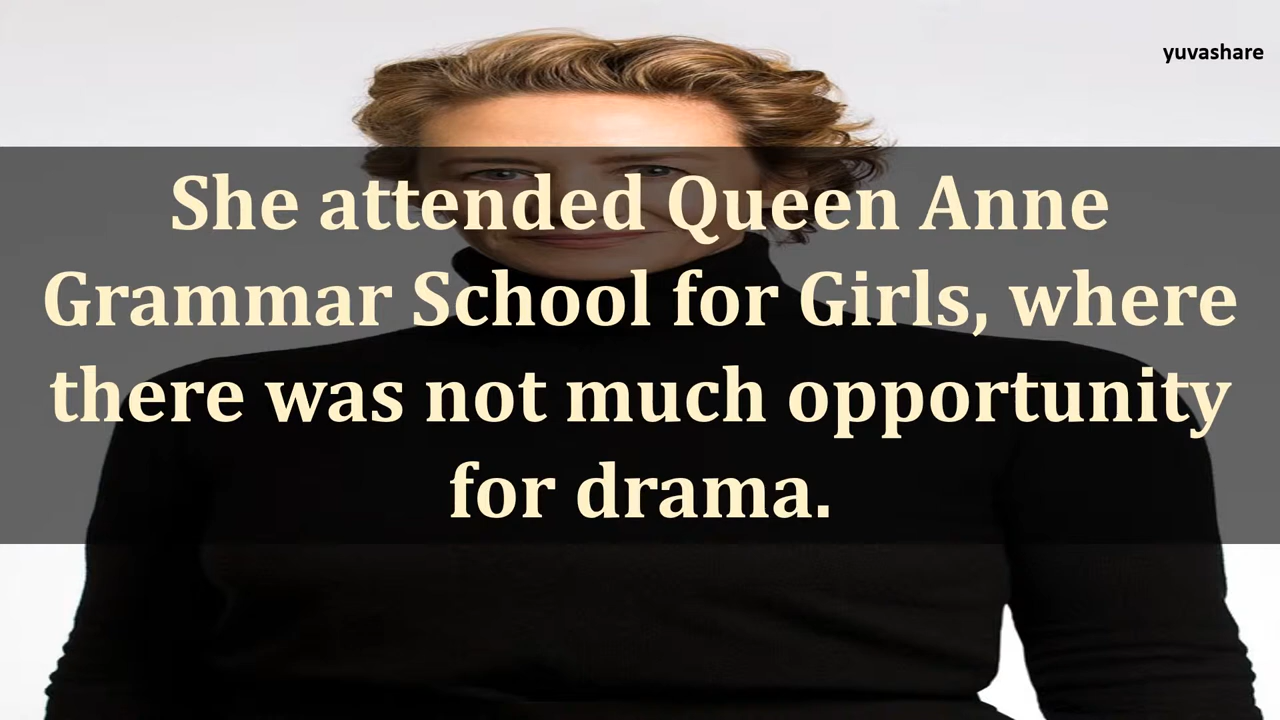 yuvashare
She attended Queen Anne
Grammar School for Girls, where
there was not much opportunity
for drama.